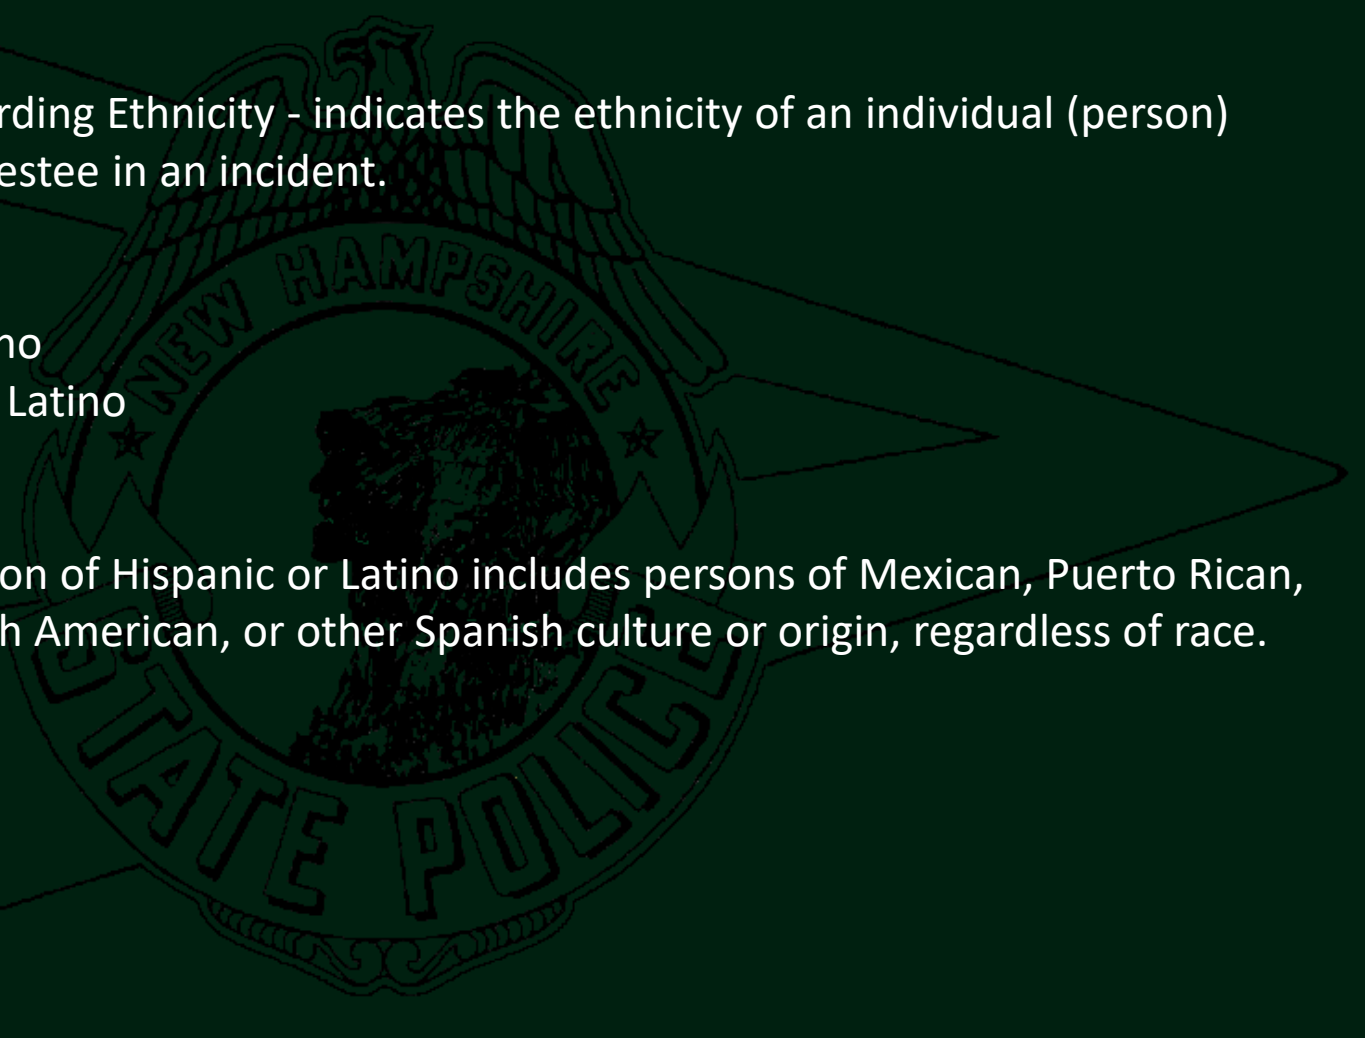 rding Ethnicity - indicates the ethnicity of an individual (person)
estee in an incident.
NEW HAMPSHIRE
no
Latino
on of Hispanic or Latino includes persons of Mexican, Puerto Rican,
h American, or other Spanish culture or origin, regardless of race.
STATE POLICE